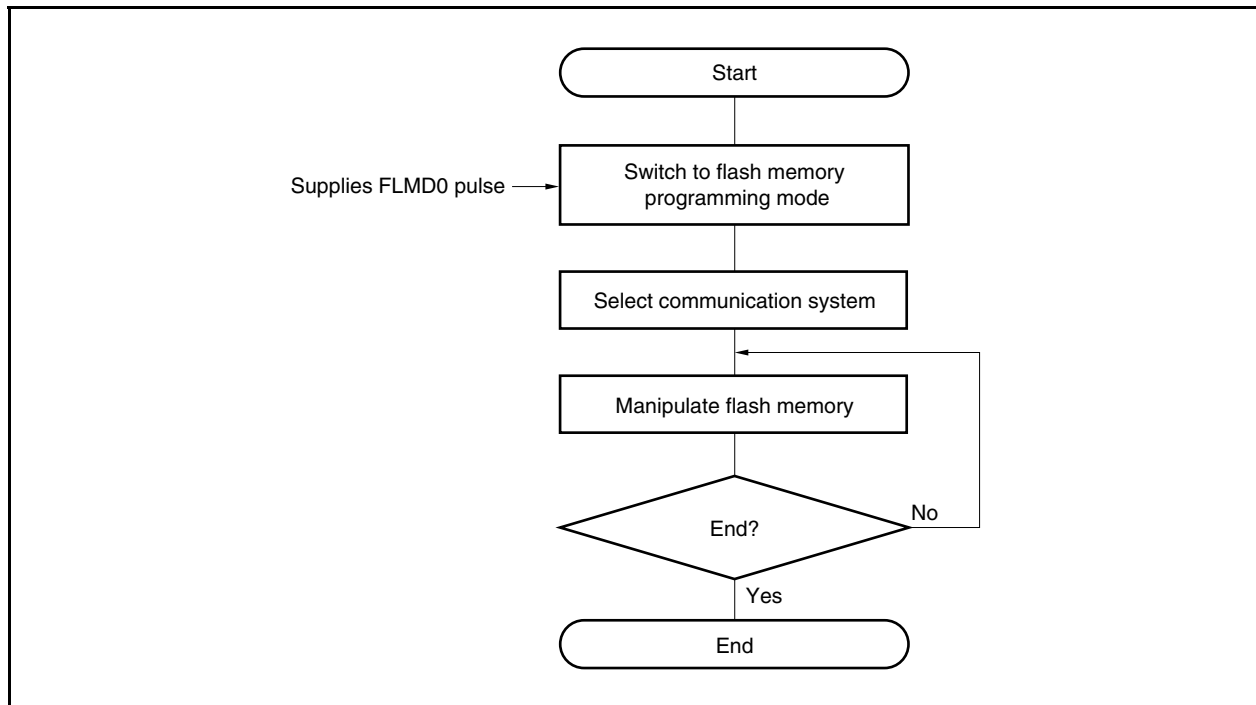 Start
Supplies FLMD0 pulse
Switch to flash memory
programming mode
Select communication system
Manipulate flash memory
End?
No
Yes
End